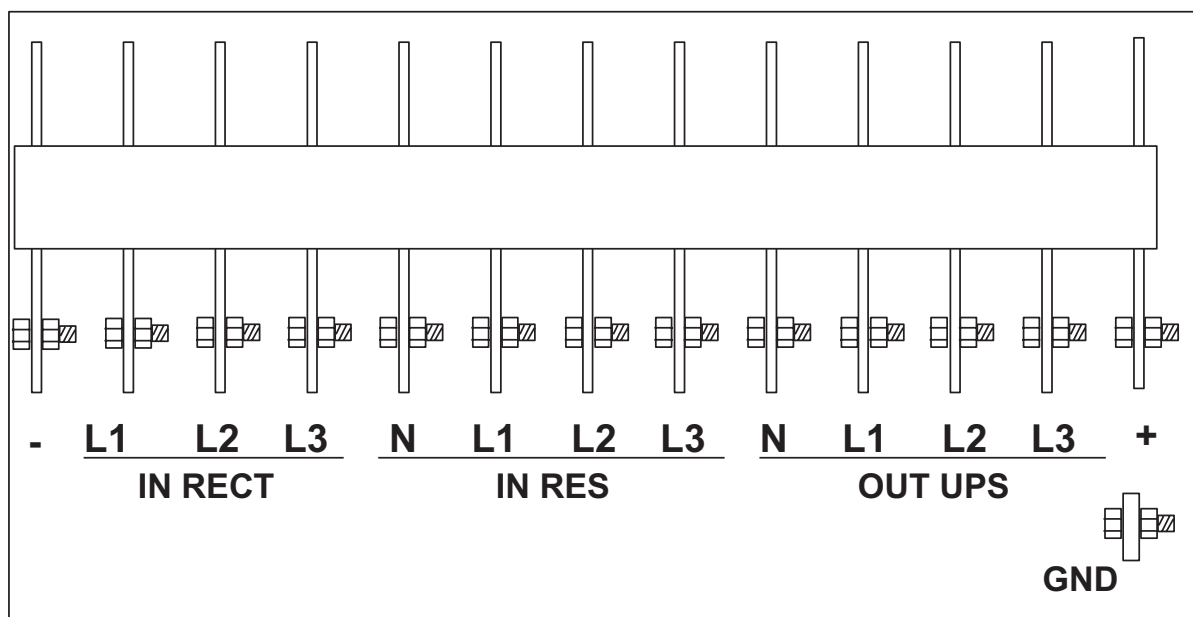 - L1 L2 L3 N L1 L2 L3 N L1 L2 L3 +
IN RECT IN RES OUT UPS
GND